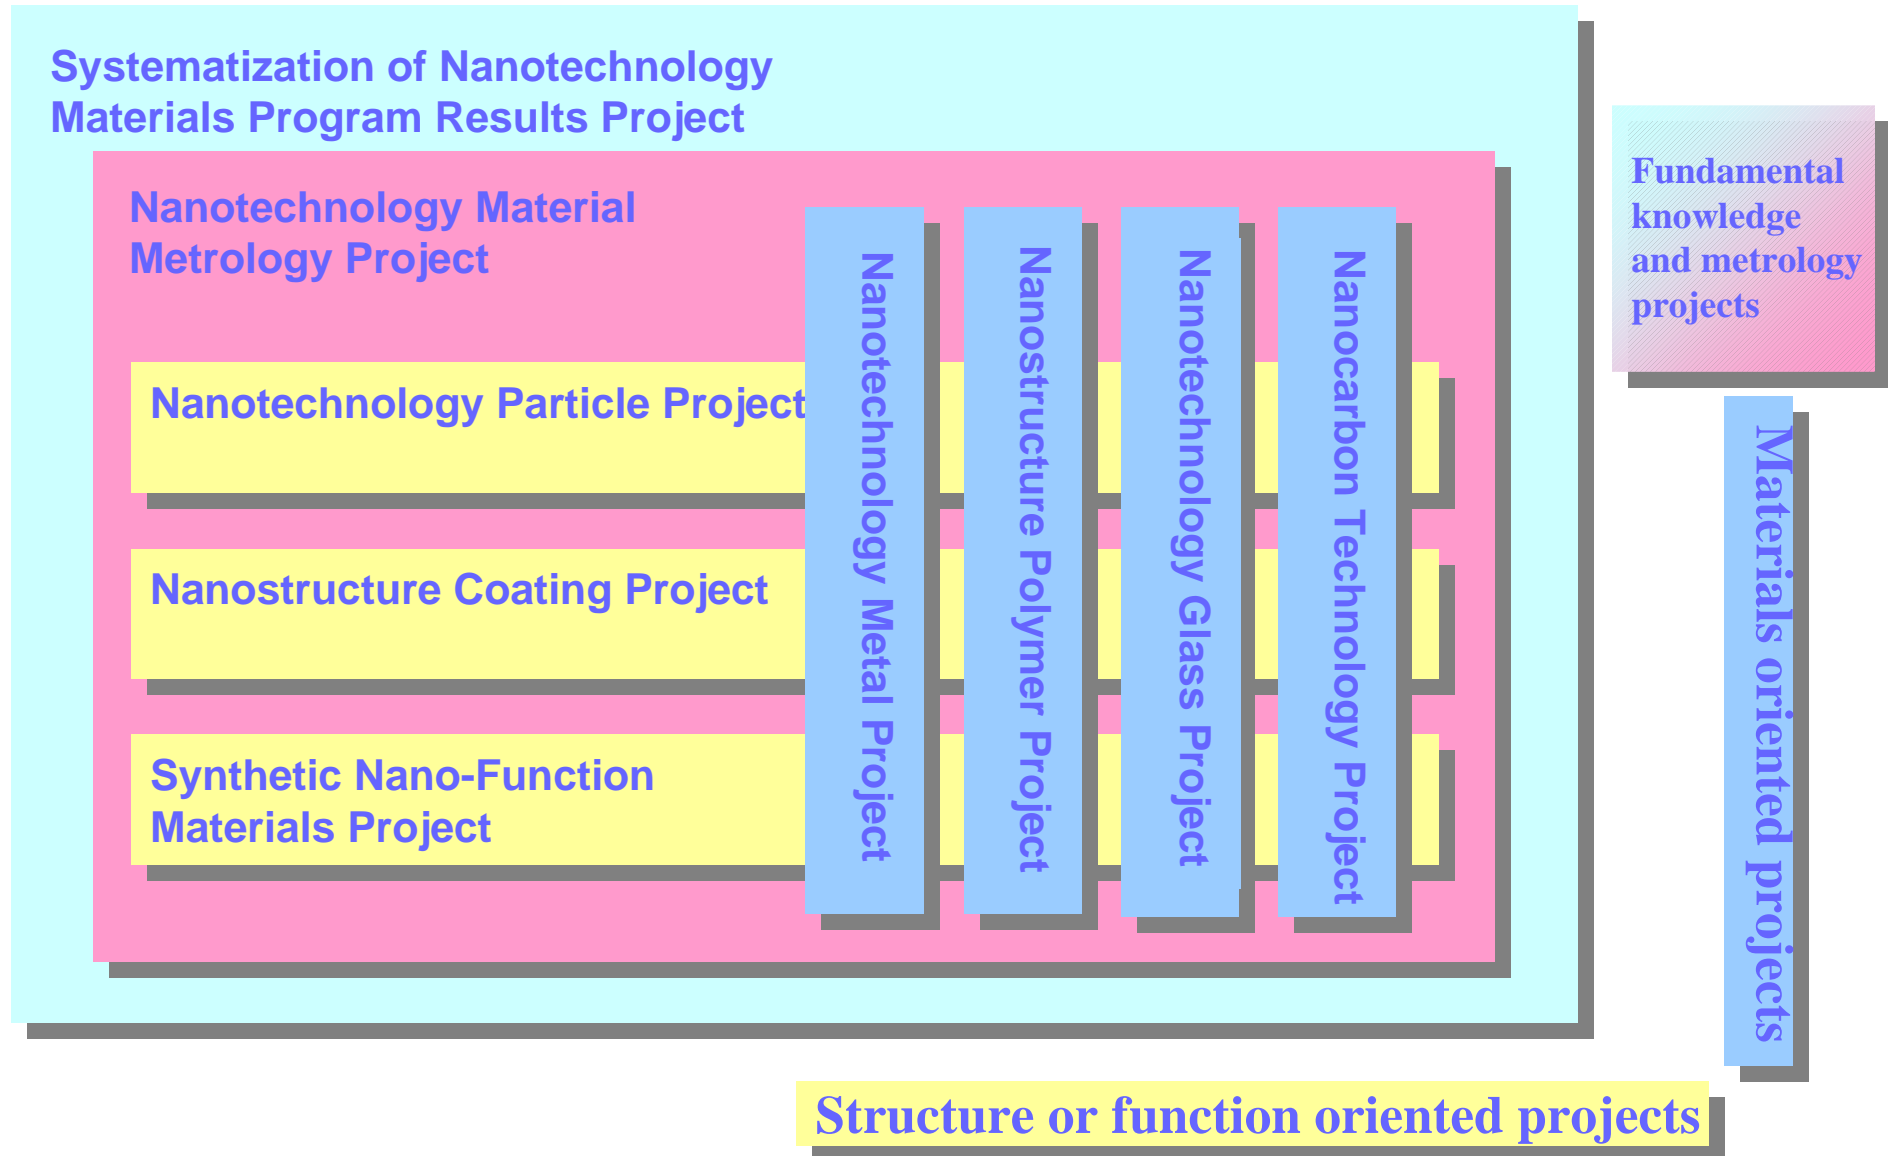 Systematization of Nanotechnology
Materials Program Results Project
Nanotechnology Material
Metrology Project
Nanotechnology Particle Project
Nanostructure Coating Project
Synthetic Nano-Function
Materials Project
Nanotechnology Metal Project
Nanostructure Polymer Project
Nanotechnology Glass Project
Nanocarbon Technology Project
Fundamental
knowledge
and metrology
projects
Materials oriented projects
Structure or function oriented projects